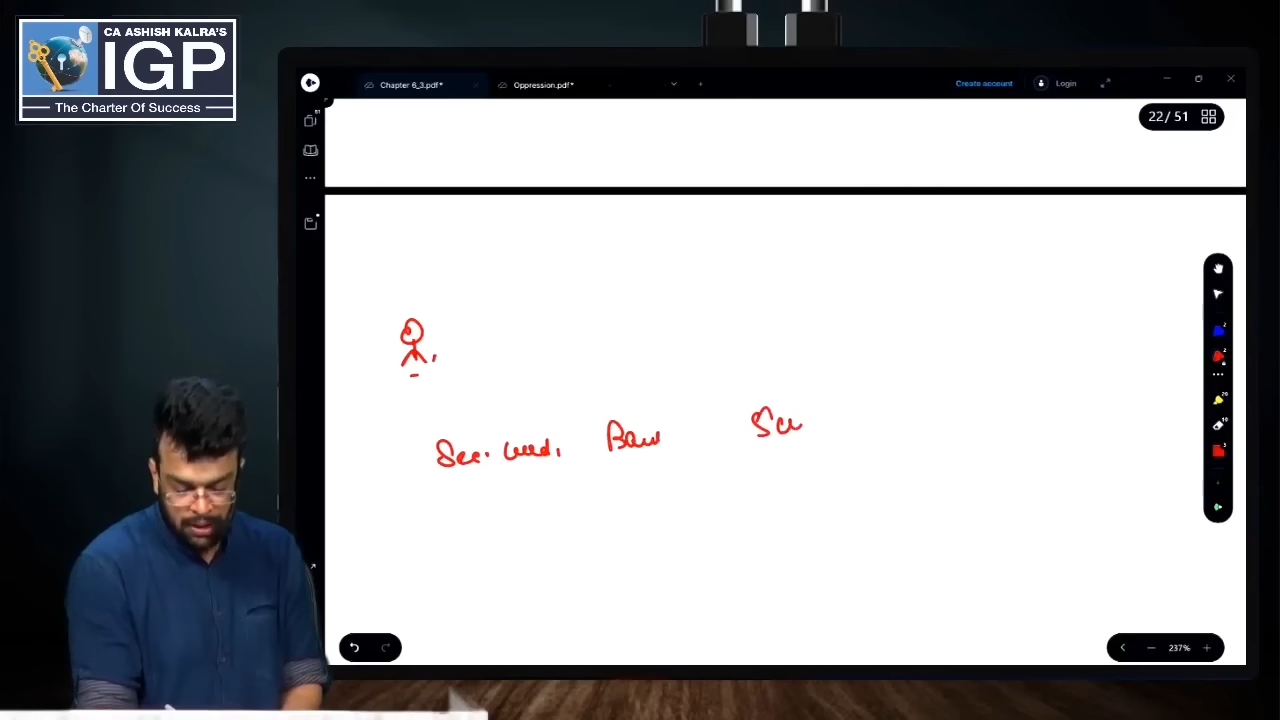 CA ASHISH KALRA'S
IGP
The Charter Of Success
Chapter 6_3.pdf*
Oppression.pdf*
Create account
Login
22/ 51
Sec.
237%